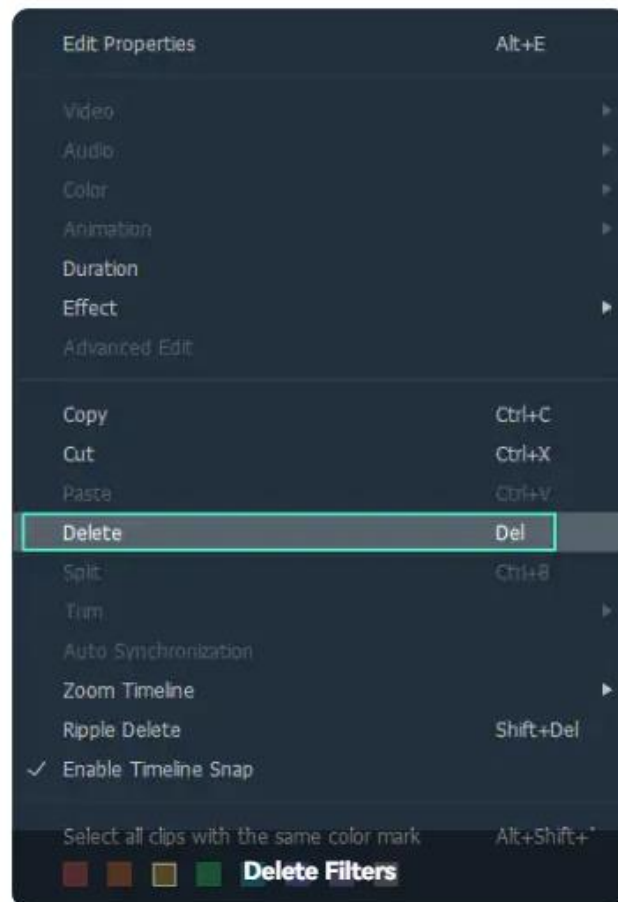 Edit Properties Alt+E
Video
Audio
Color
Animation
Duration
Effect
Advanced Edit
Copy Ctrl+C
Cut Ctrl+X
Paste Ctrl+V
Delete Del
Split Ctrl+B
Trim
Auto Synchronization
Zoom Timeline
Ripple Delete Shift+Del
✓ Enable Timeline Snap
Select all clips with the same color mark Alt+Shift+`
Delete Filters